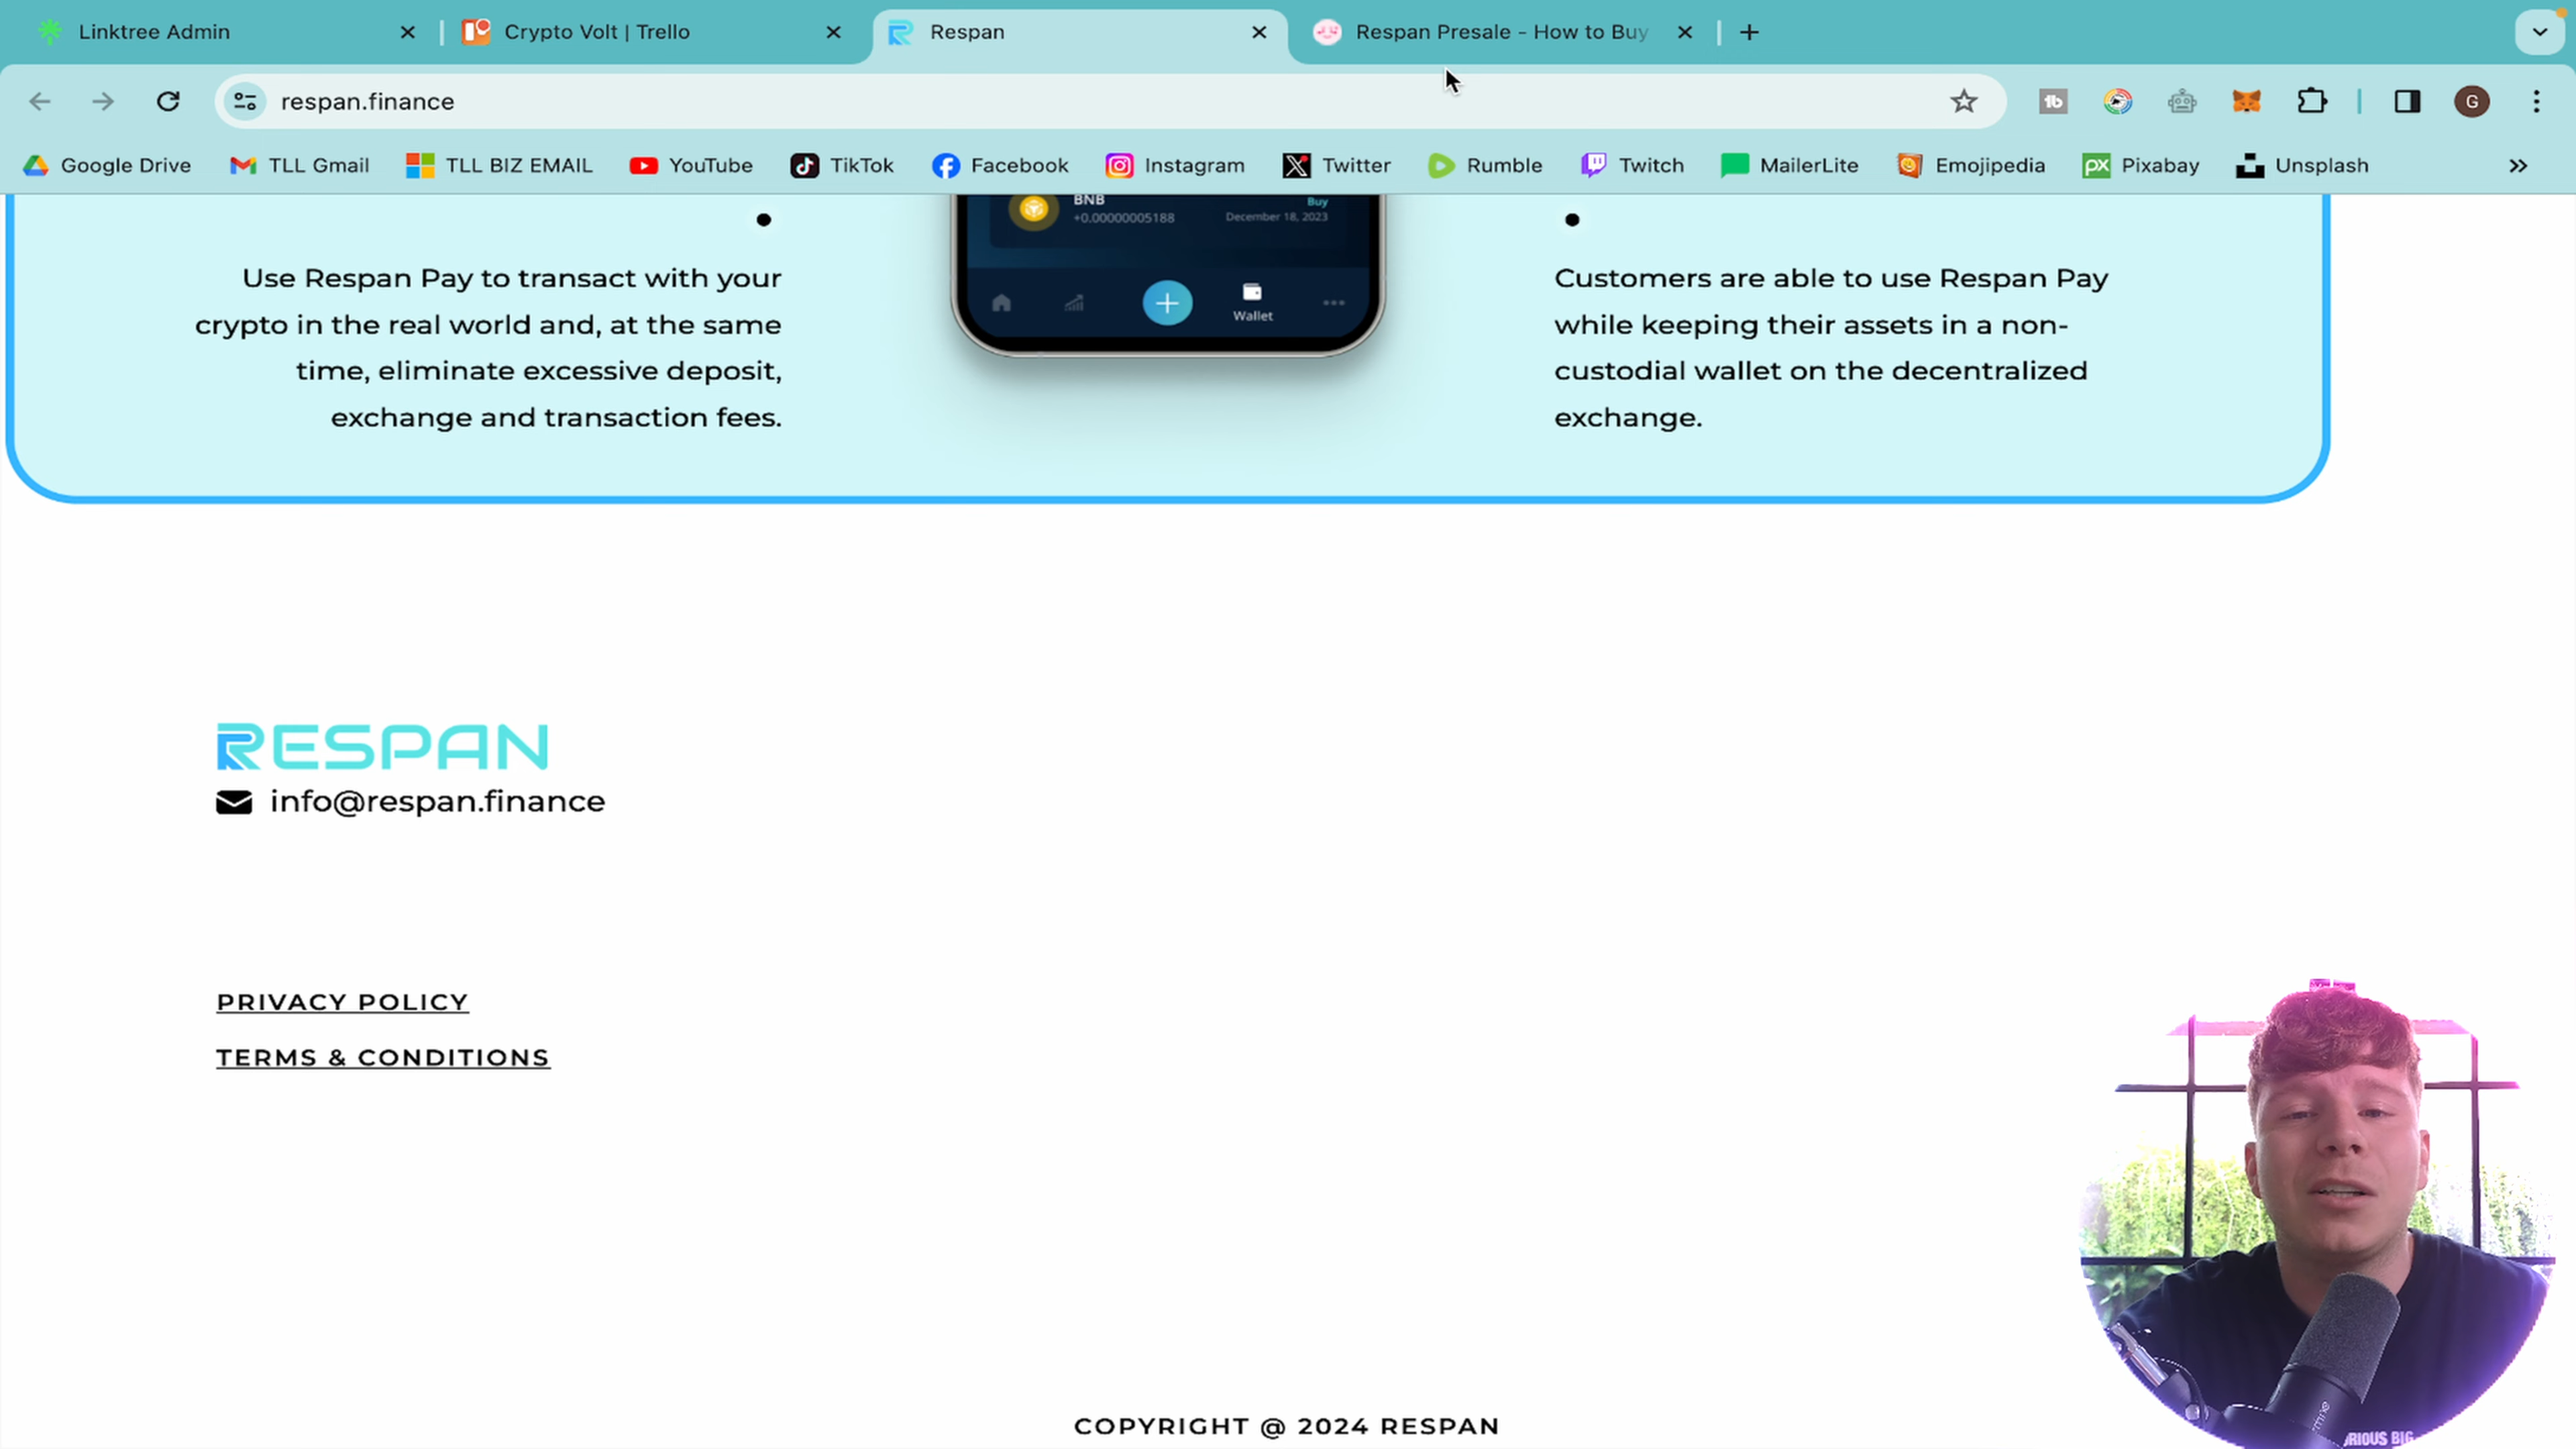 Linktree Admin
Crypto Volt | Trello
Respan
Respan Presale - How to Buy
respan.finance
G
Google Drive
TLL Gmail
TLL BIZ EMAIL
YouTube
TikTok
Facebook
Instagram
Twitter
Rumble
Twitch
MailerLite
Emojipedia
Pixabay
Unsplash
BNB
+0.00000005188
Buy
December 18, 2023
Wallet
Use Respan Pay to transact with your
crypto in the real world and, at the same
time, eliminate excessive deposit,
exchange and transaction fees.
Customers are able to use Respan Pay
while keeping their assets in a non-
custodial wallet on the decentralized
exchange.
RESPAN
info@respan.finance
PRIVACY POLICY
TERMS & CONDITIONS
COPYRIGHT @ 2024 RESPAN